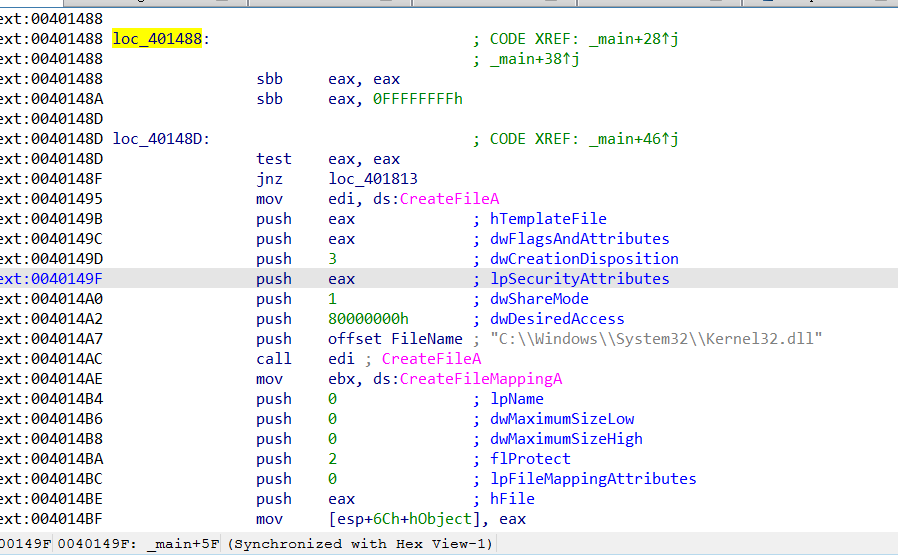 ext:00401488
ext:00401488 loc_401488: ; CODE XREF: _main+28↑j
ext:00401488 ; _main+38↑j
ext:00401488 sbb eax, eax
ext:0040148A sbb eax, 0FFFFFFFFh
ext:0040148D
ext:0040148D loc_40148D: ; CODE XREF: _main+46↑j
ext:0040148D test eax, eax
ext:0040148F jnz loc_401813
ext:00401495 mov edi, ds:CreateFileA
ext:0040149B push eax ; hTemplateFile
ext:0040149C push eax ; dwFlagsAndAttributes
ext:0040149D push 3 ; dwCreationDisposition
ext:0040149F push eax ; lpSecurityAttributes
ext:004014A0 push 1 ; dwShareMode
ext:004014A2 push 80000000h ; dwDesiredAccess
ext:004014A7 push offset FileName ; "C:\\Windows\\System32\\Kernel32.dll"
ext:004014AC call edi ; CreateFileA
ext:004014AE mov ebx, ds:CreateFileMappingA
ext:004014B4 push 0 ; lpName
ext:004014B6 push 0 ; dwMaximumSizeLow
ext:004014B8 push 0 ; dwMaximumSizeHigh
ext:004014BA push 2 ; flProtect
ext:004014BC push 0 ; lpFileMappingAttributes
ext:004014BE push eax ; hFile
ext:004014BF mov [esp+6Ch+hObject], eax
00149F 0040149F: _main+5F (Synchronized with Hex View-1)